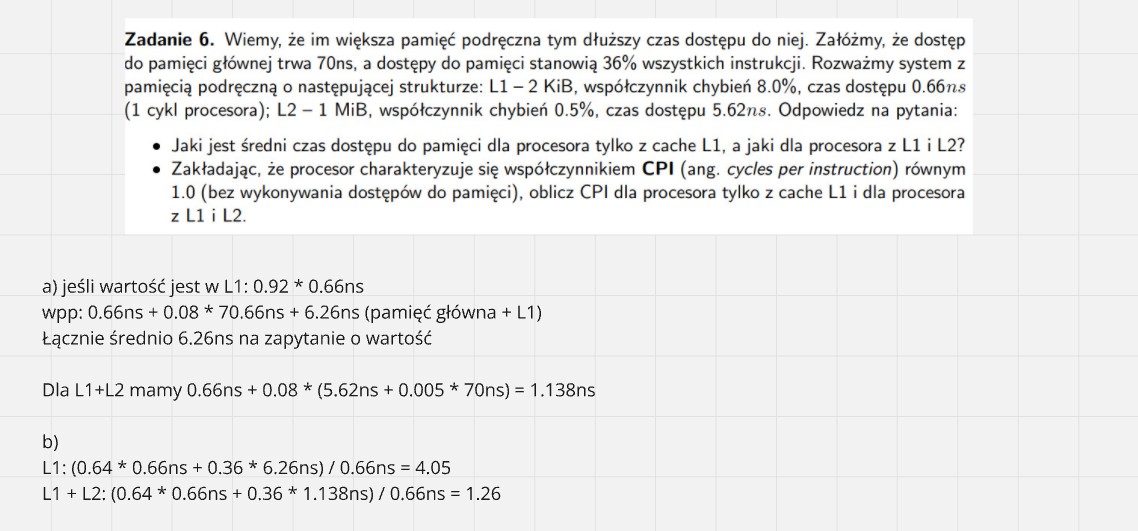 Zadanie 6. Wiemy, że im większa pamięć podręczna tym dłuższy czas dostępu do niej. Załóżmy, że dostęp
do pamięci głównej trwa 70ns, a dostępy do pamięci stanowią 36% wszystkich instrukcji. Rozważmy system z
pamięcią podręczną o następującej strukturze: L1 – 2 KiB, współczynnik chybień 8.0%, czas dostępu 0.66ns
(1 cykl procesora); L2 – 1 MiB, współczynnik chybień 0.5%, czas dostępu 5.62ns. Odpowiedz na pytania:
• Jaki jest średni czas dostępu do pamięci dla procesora tylko z cache L1, a jaki dla procesora z L1 i L2?
• Zakładając, że procesor charakteryzuje się współczynnikiem CPI (ang. cycles per instruction) równym
1.0 (bez wykonywania dostępów do pamięci), oblicz CPI dla procesora tylko z cache L1 i dla procesora
z L1 i L2.
a) jeśli wartość jest w L1: 0.92 * 0.66ns
wpp: 0.66ns + 0.08 * 70.66ns + 6.26ns (pamięć główna + L1)
Łącznie średnio 6.26ns na zapytanie o wartość
Dla L1+L2 mamy 0.66ns + 0.08 * (5.62ns + 0.005 * 70ns) = 1.138ns
b)
L1: (0.64 * 0.66ns + 0.36 * 6.26ns) / 0.66ns = 4.05
L1 + L2: (0.64 * 0.66ns + 0.36 * 1.138ns) / 0.66ns = 1.26